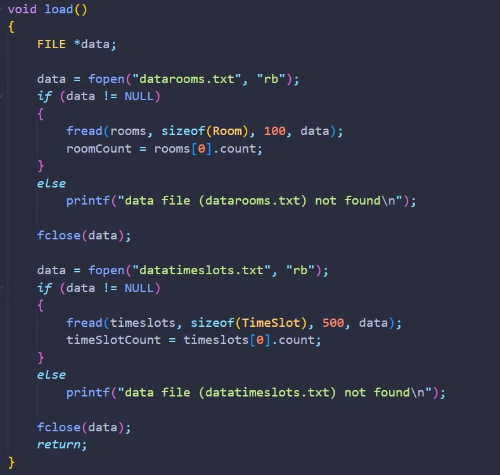 void load()
{
    FILE *data;

    data = fopen("datarooms.txt", "rb");
    if (data != NULL)
    {
        fread(rooms, sizeof(Room), 100, data);
        roomCount = rooms[0].count;
    }
    else
        printf("data file (datarooms.txt) not found\n");

    fclose(data);

    data = fopen("datatimeslots.txt", "rb");
    if (data != NULL)
    {
        fread(timeslots, sizeof(TimeSlot), 500, data);
        timeSlotCount = timeslots[0].count;
    }
    else
        printf("data file (datatimeslots.txt) not found\n");

    fclose(data);
    return;
}